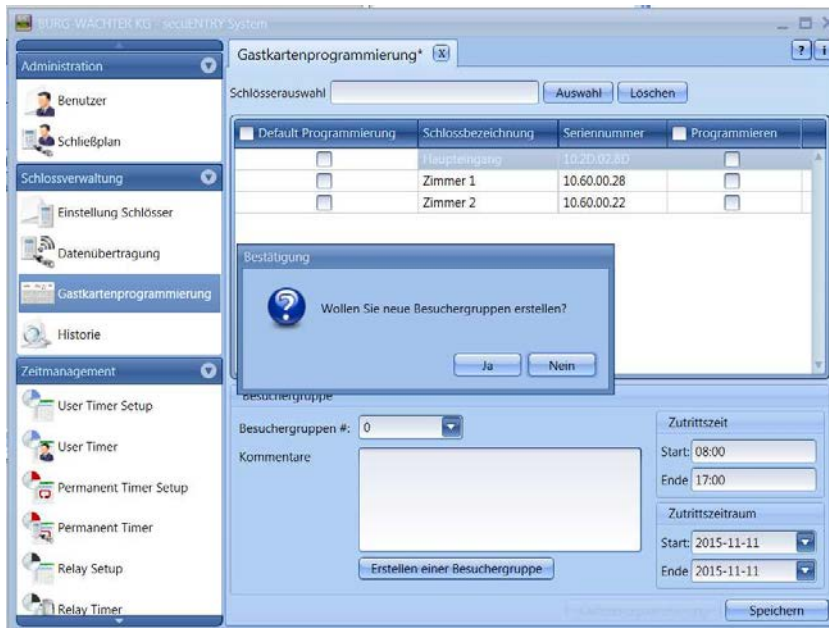 BURG-WÄCHTER KG - secuENTRY System
Administration
Benutzer
Schließplan
Schlossverwaltung
Einstellung Schlösser
Datenübertragung
Gastkartenprogrammierung
Historie
Zeitmanagement
User Timer Setup
User Timer
Permanent Timer Setup
Permanent Timer
Relay Setup
Relay Timer
Gastkartenprogrammierung* X
? i
Schlösserauswahl Auswahl Löschen
Default Programmierung Schlossbezeichnung Seriennummer Programmieren
Haupteingang 10.2D.02.8D
Zimmer 1 10.60.00.28
Zimmer 2 10.60.00.22
Bestätigung
Wollen Sie neue Besuchergruppen erstellen?
Ja Nein
Besuchergruppe
Besuchergruppen #: 0
Kommentare
Erstellen einer Besuchergruppe
Zutrittszeit
Start: 08:00
Ende 17:00
Zutrittszeitraum
Start: 2015-11-11
Ende 2015-11-11
Speichern